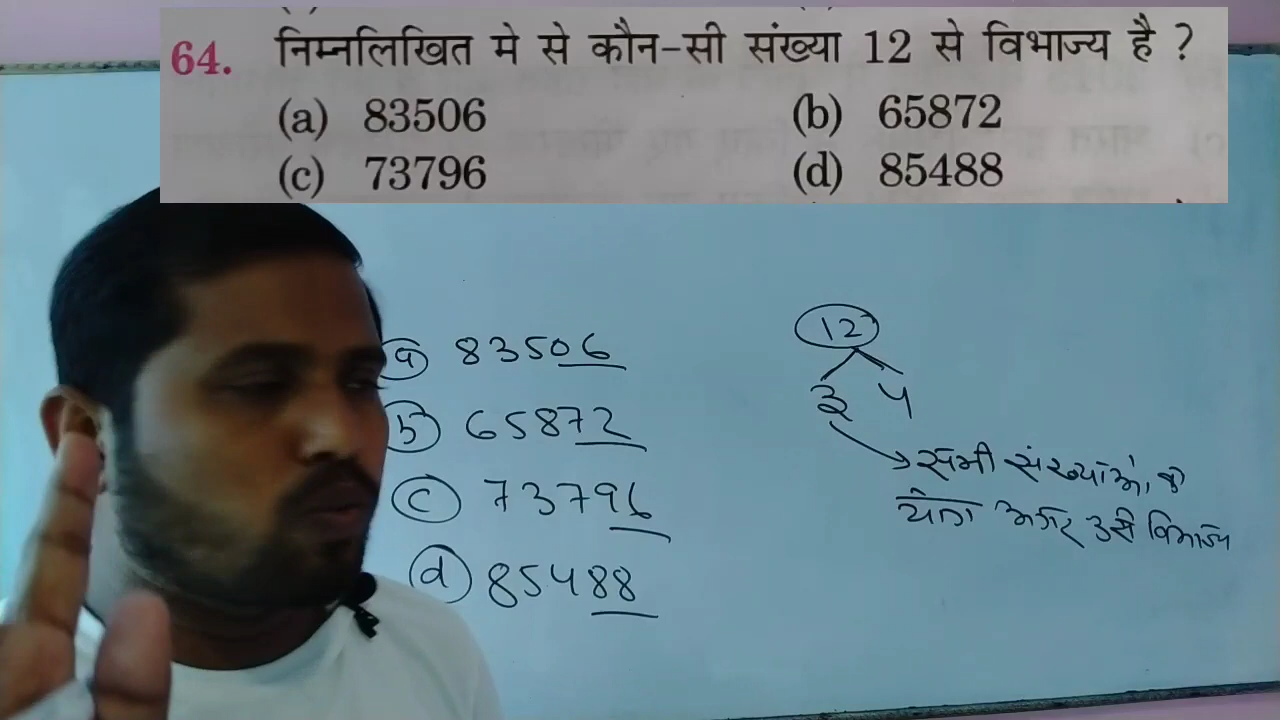 64. निम्नलिखित मे से कौन-सी संख्या 12 से विभाज्य है ?
(a) 83506 (b) 65872
(c) 73796 (d) 85488
(a) 83506
(b) 65872
(c) 73796
(d) 85488
12
3 4
सभी संख्याओं को
योग अगर 3 से विभाज्य